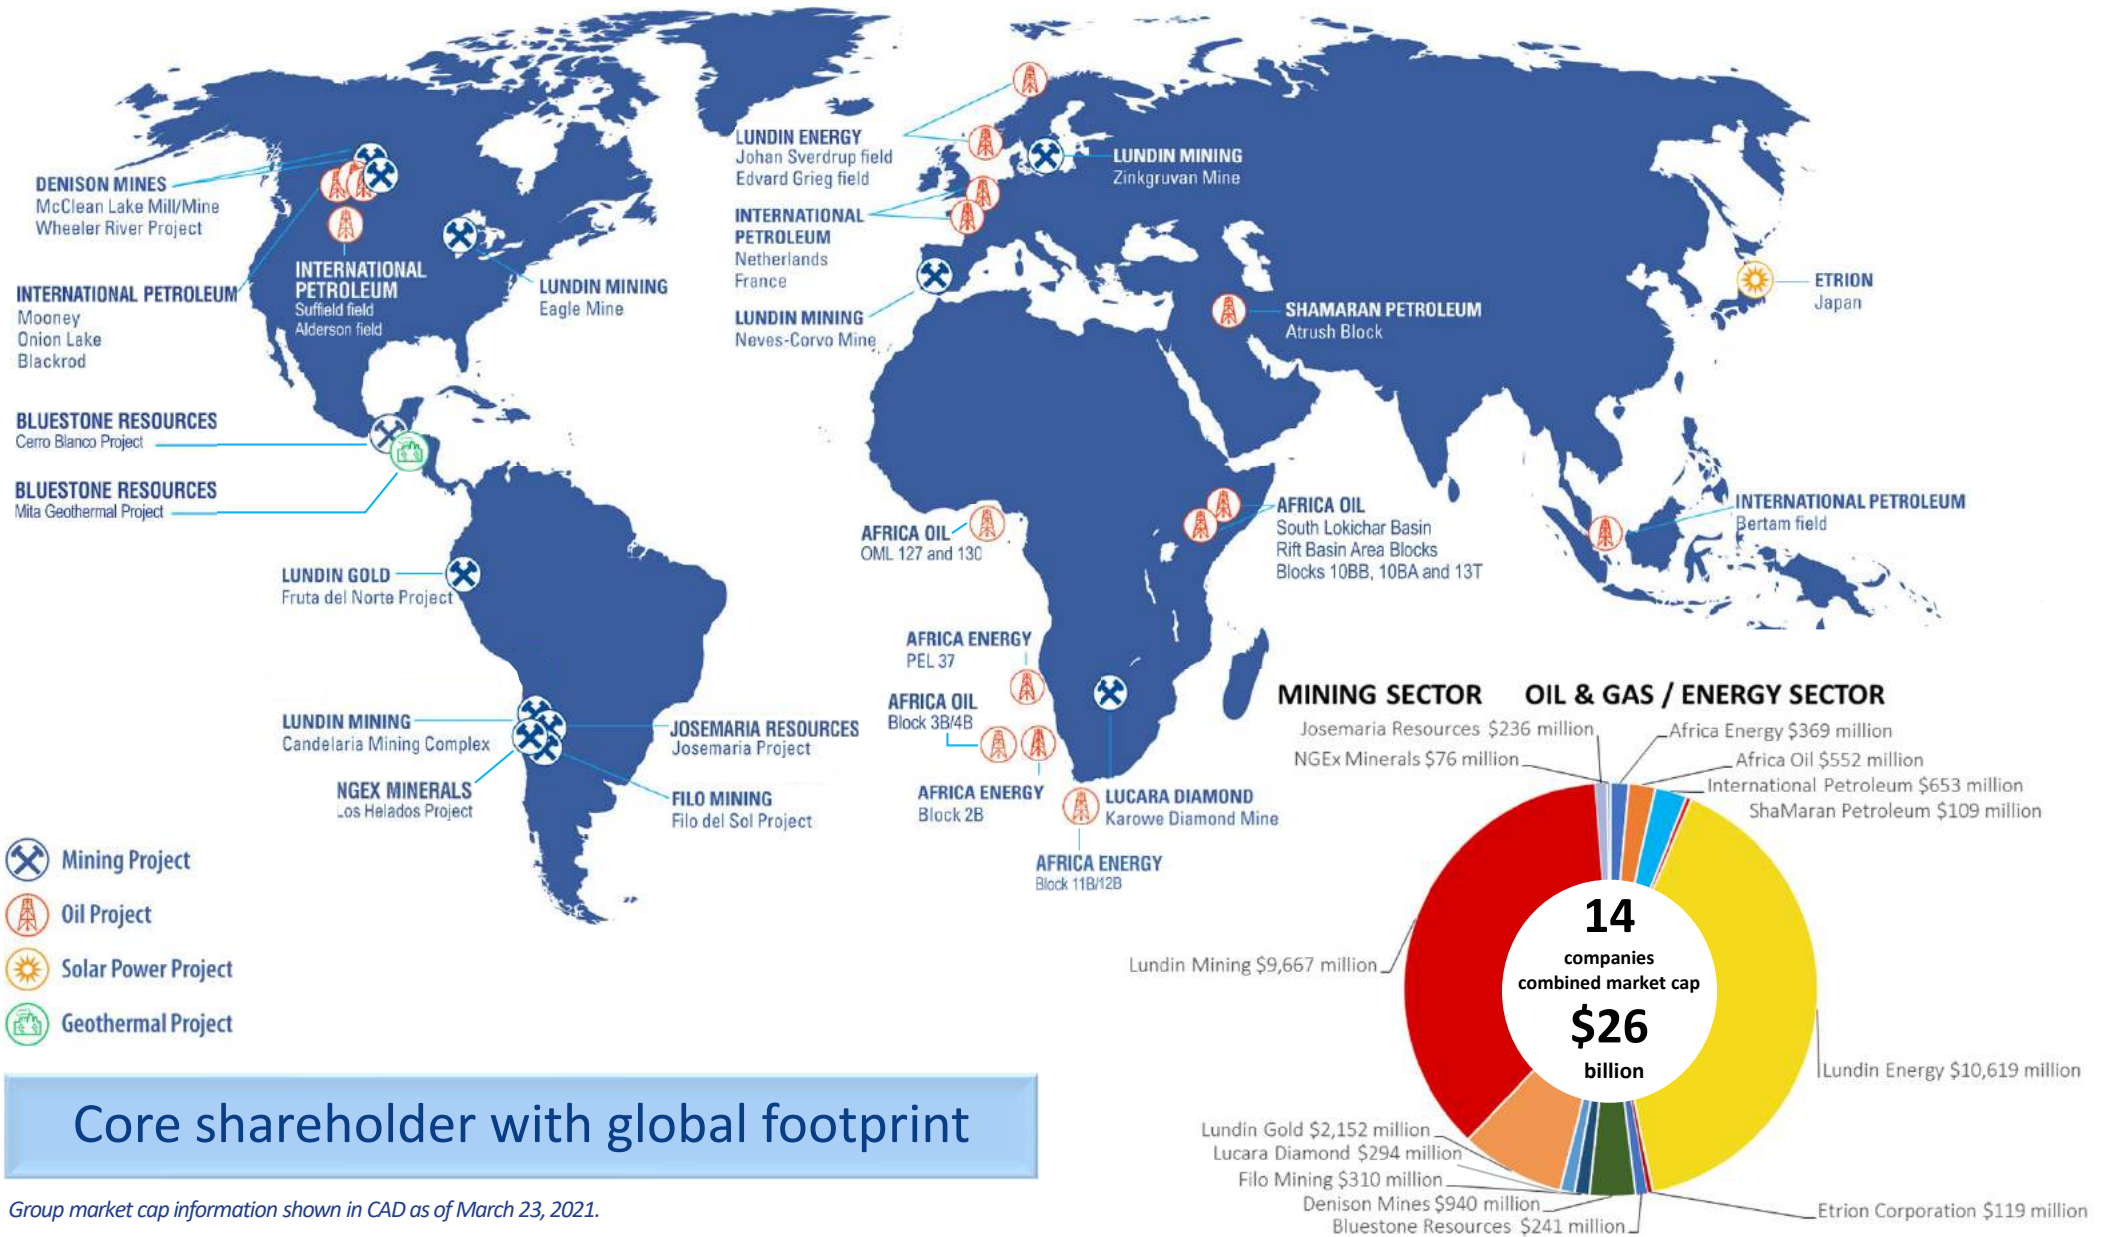 DENISON MINES
McClean Lake Mill/Mine
Wheeler River Project
INTERNATIONAL PETROLEUM
Mooney
Onion Lake
Blackrod
INTERNATIONAL
PETROLEUM
Suffield field
Alderson field
LUNDIN MINING
Eagle Mine
BLUESTONE RESOURCES
Cerro Blanco Project
BLUESTONE RESOURCES
Mita Geothermal Project
LUNDIN GOLD
Fruta del Norte Project
LUNDIN MINING
Candelaria Mining Complex
NGEX MINERALS
Los Helados Project
JOSEMARIA RESOURCES
Josemaria Project
FILO MINING
Filo del Sol Project
LUNDIN ENERGY
Johan Sverdrup field
Edvard Grieg field
INTERNATIONAL
PETROLEUM
Netherlands
France
LUNDIN MINING
Neves-Corvo Mine
LUNDIN MINING
Zinkgruvan Mine
SHAMARAN PETROLEUM
Atrush Block
ETRION
Japan
AFRICA OIL
OML 127 and 130
AFRICA OIL
South Lokichar Basin
Rift Basin Area Blocks
Blocks 10BB, 10BA and 13T
INTERNATIONAL PETROLEUM
Bertam field
AFRICA ENERGY
PEL 37
AFRICA OIL
Block 3B/4B
AFRICA ENERGY
Block 2B
LUCARA DIAMOND
Karowe Diamond Mine
AFRICA ENERGY
Block 11B/12B
Mining Project
Oil Project
Solar Power Project
Geothermal Project
MINING SECTOR
OIL & GAS / ENERGY SECTOR
Josemaria Resources $236 million
NGEx Minerals $76 million
Africa Energy $369 million
Africa Oil $552 million
International Petroleum $653 million
ShaMaran Petroleum $109 million
14
companies
combined market cap
$26
billion
Lundin Mining $9,667 million
Lundin Energy $10,619 million
Lundin Gold $2,152 million
Lucara Diamond $294 million
Filo Mining $310 million
Denison Mines $940 million
Bluestone Resources $241 million
Etrion Corporation $119 million
Core shareholder with global footprint
Group market cap information shown in CAD as of March 23, 2021.